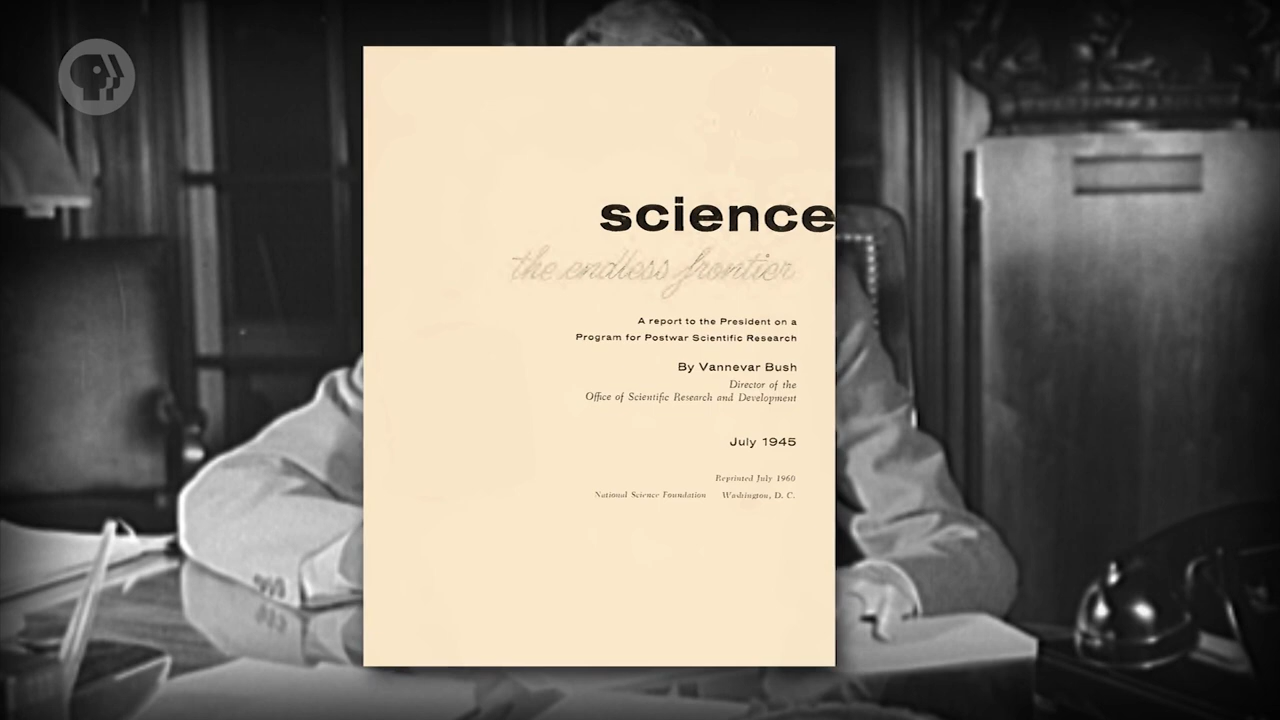 science
the endless frontier
A report to the President on a
Program for Postwar Scientific Research
By Vannevar Bush
Director of the
Office of Scientific Research and Development
July 1945
Reprinted July 1960
National Science Foundation Washington, D. C.